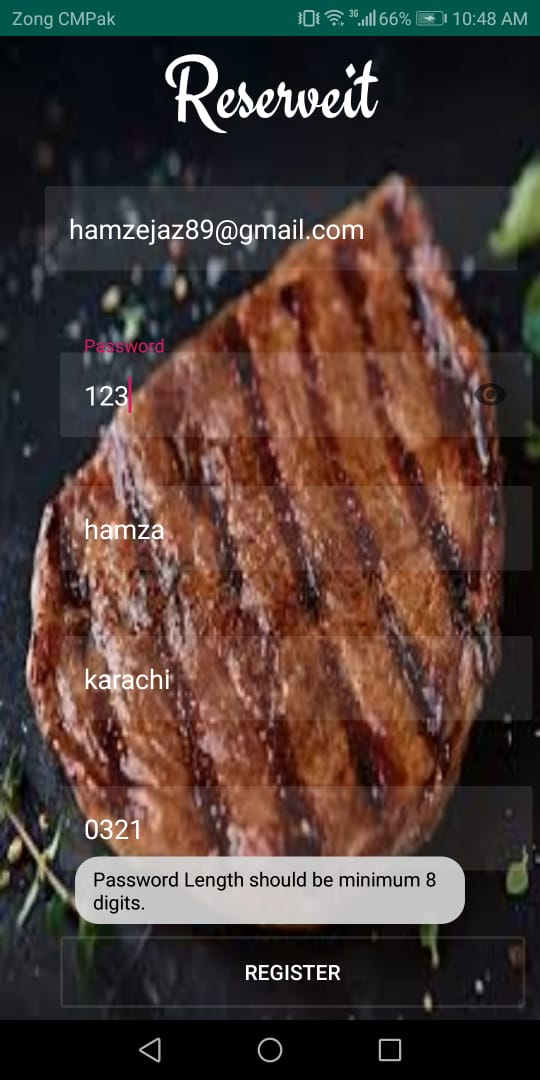 Zong CMPak 3G 66% 10:48 AM
Reserveit
hamzejaz89@gmail.com
Password
123
hamza
karachi
0321
Password Length should be minimum 8
digits.
REGISTER